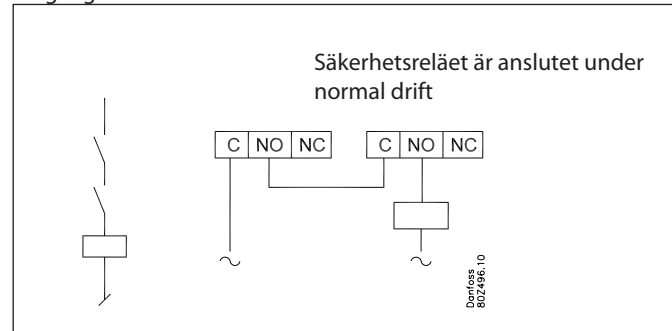 Säkerhetsreläet är anslutet under
normal drift
C NO NC C NO NC
Danfoss
80Z496.10